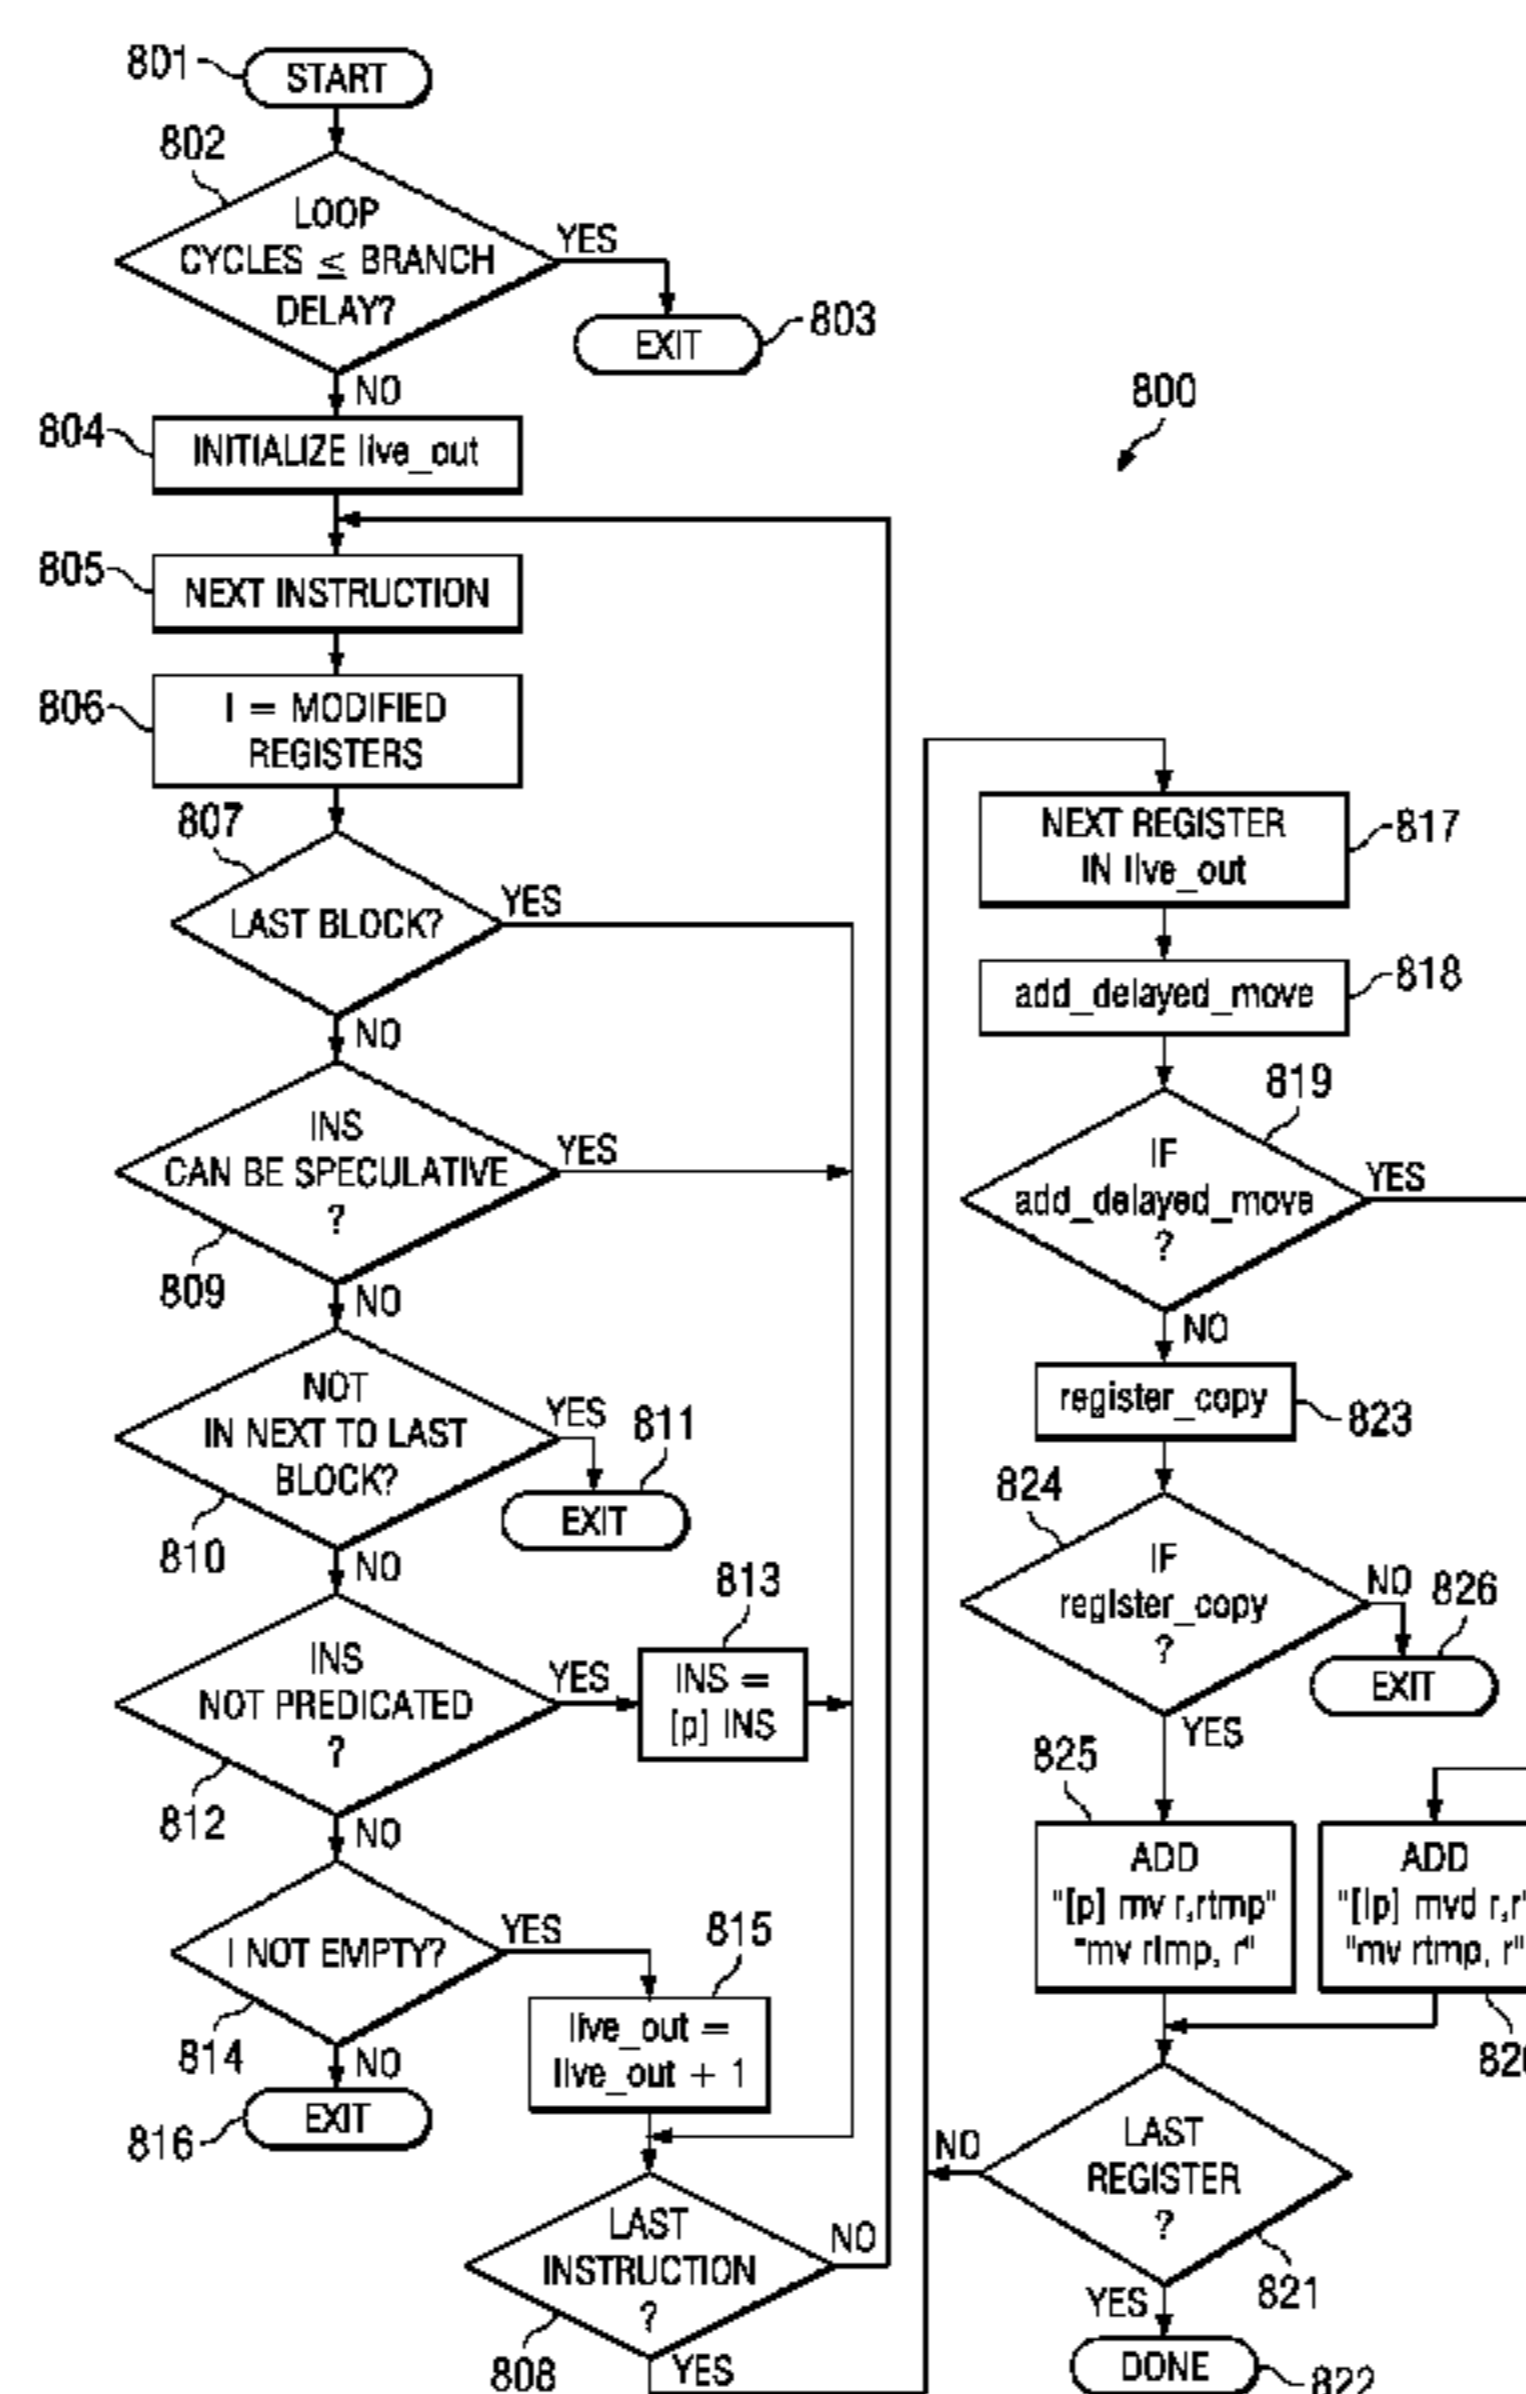 801
START
802
LOOP
CYCLES ≤ BRANCH
DELAY?
YES
EXIT
803
NO
804
INITIALIZE live_out
805
NEXT INSTRUCTION
806
I = MODIFIED
REGISTERS
807
LAST BLOCK?
YES
NO
INS
CAN BE SPECULATIVE
?
YES
809
NO
NOT
IN NEXT TO LAST
BLOCK?
YES
811
EXIT
810
NO
INS
NOT PREDICATED
?
YES
813
INS =
[p] INS
812
NO
I NOT EMPTY?
YES
815
live_out =
live_out + 1
814
NO
816
EXIT
LAST
INSTRUCTION
?
NO
808
YES
800
NEXT REGISTER
IN live_out
817
add_delayed_move
818
819
IF
add_delayed_move
?
YES
NO
register_copy
823
824
IF
register_copy
?
NO
826
EXIT
YES
825
ADD
"[p] mv r,rtmp"
"mv rtmp, r"
ADD
"[!p] mvd r,r"
"mv rtmp, r"
LAST
REGISTER
?
NO
821
YES
DONE
822